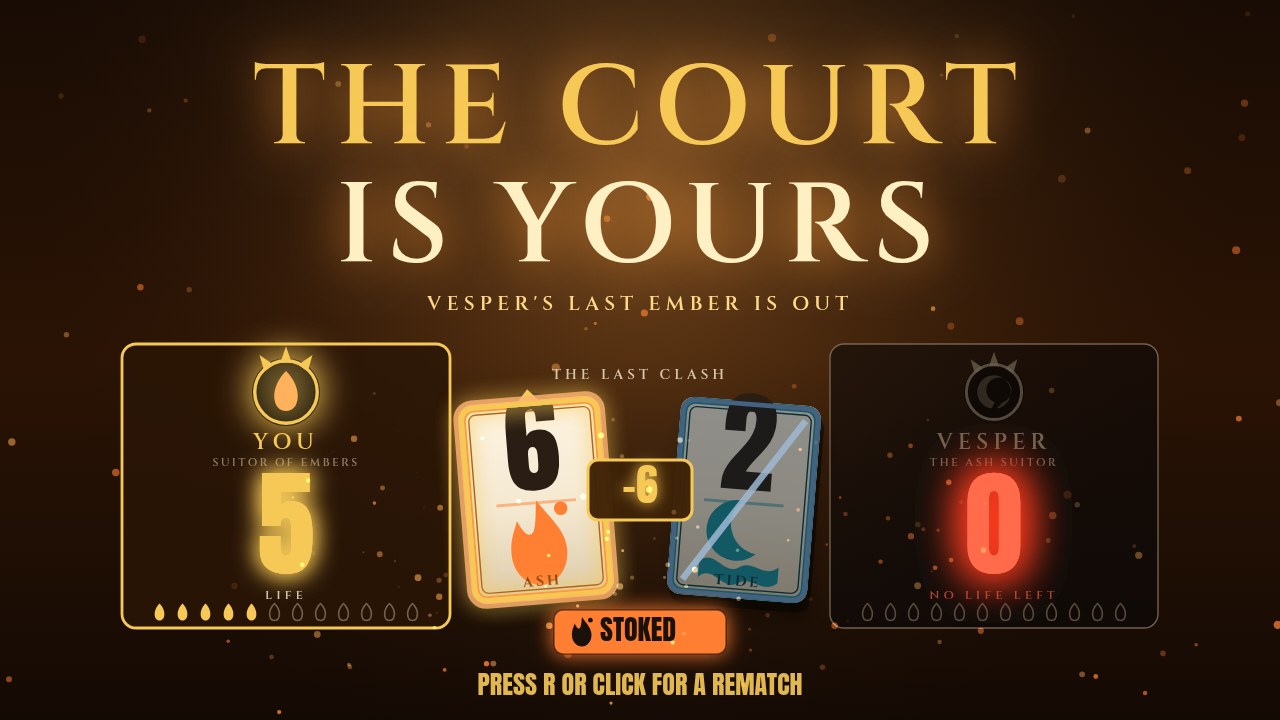 THE COURT
IS YOURS
VESPER'S LAST EMBER IS OUT
THE LAST CLASH
YOU
SUITOR OF EMBERS
5
LIFE
6
ASH
-6
2
TIDE
STOKED
VESPER
THE ASH SUITOR
0
NO LIFE LEFT
PRESS R OR CLICK FOR A REMATCH